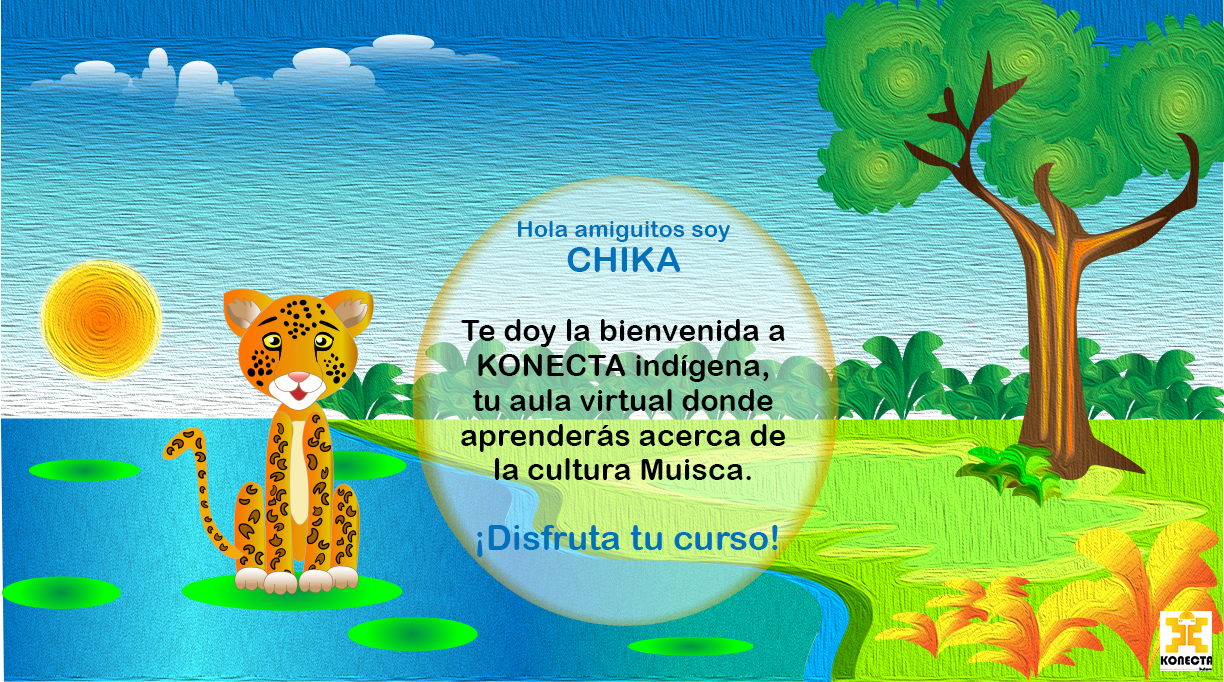 Hola amiguitos soy
CHIKA
Te doy la bienvenida a
KONECTA indígena,
tu aula virtual donde
aprenderás acerca de
la cultura Muisca.
¡Disfruta tu curso!
KONECTA